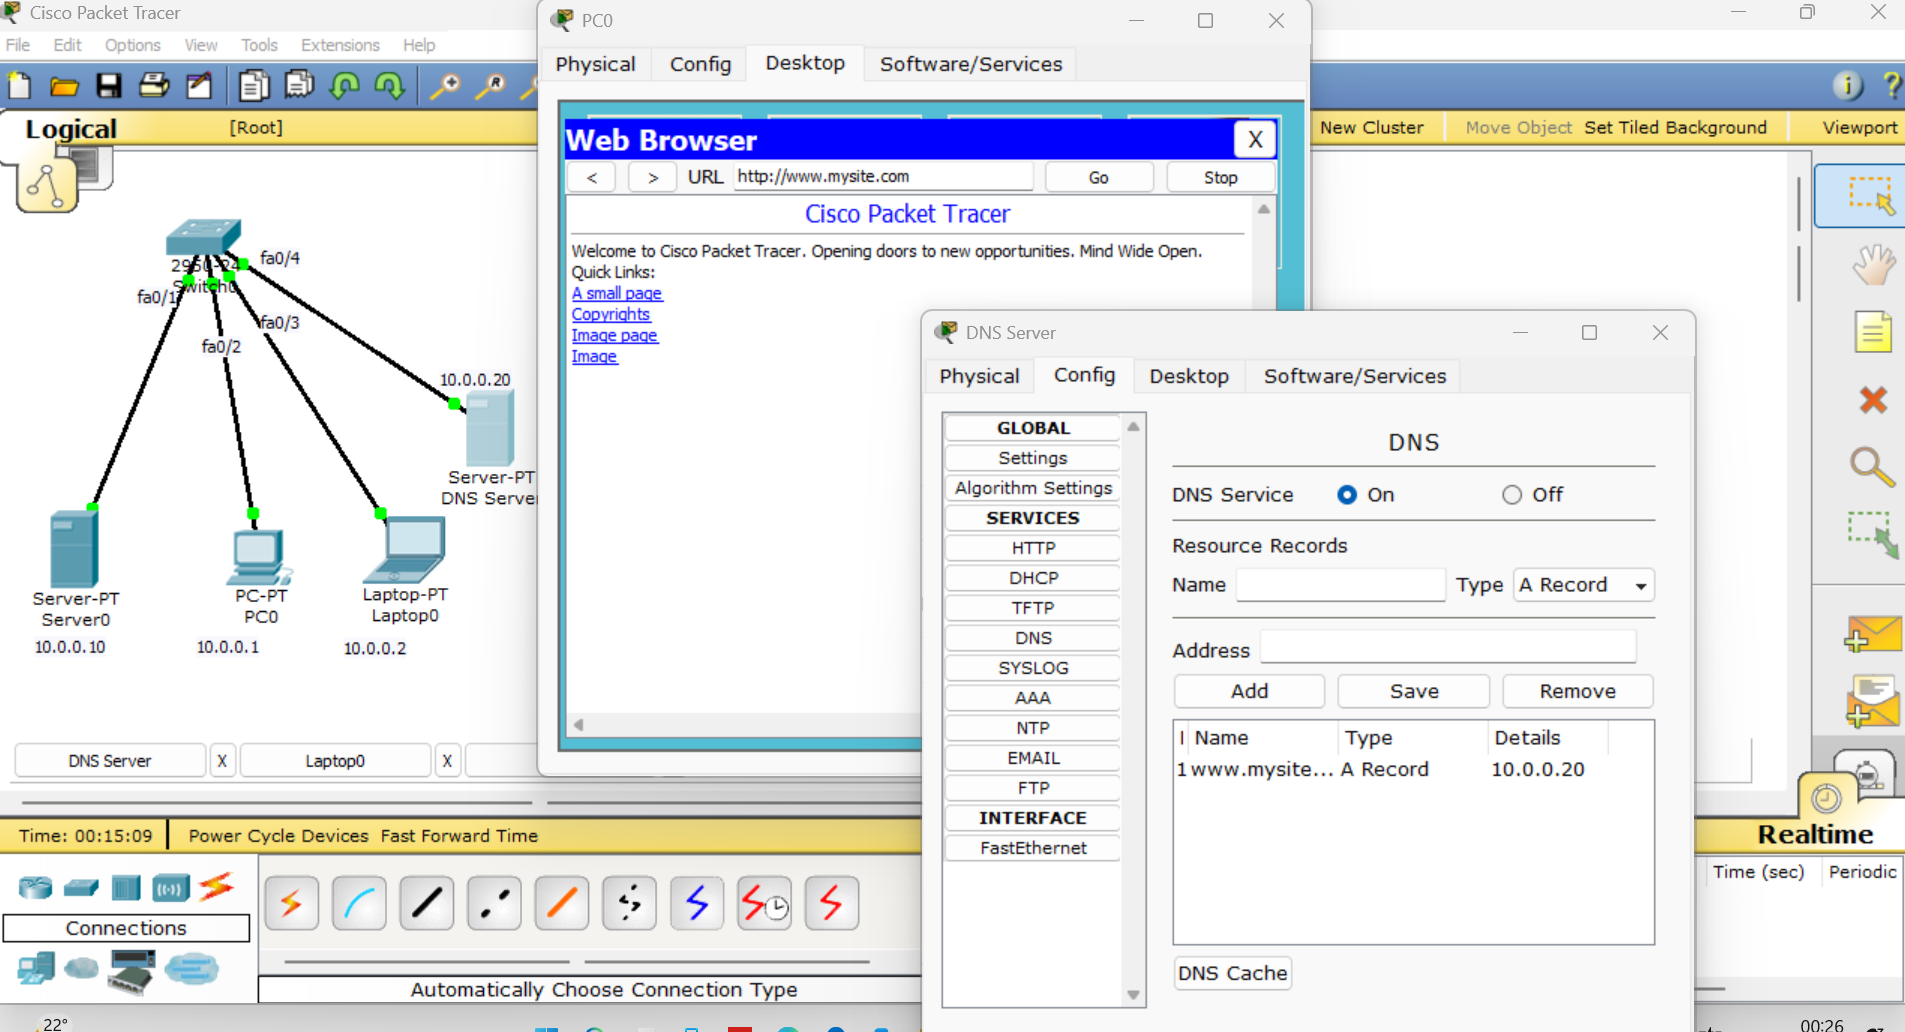 Cisco Packet Tracer
File Edit Options View Tools Extensions Help
Logical
[Root]
New Cluster
Move Object
Set Tiled Background
Viewport
2950-24
Switch0
fa0/4
fa0/1
fa0/3
fa0/2
10.0.0.20
Server-PT
DNS Server
Server-PT
Server0
10.0.0.10
PC-PT
PC0
10.0.0.1
Laptop-PT
Laptop0
10.0.0.2
DNS Server
X
Laptop0
X
PC0
Physical Config Desktop Software/Services
Web Browser
X
<
>
URL http://www.mysite.com
Go
Stop
Cisco Packet Tracer
Welcome to Cisco Packet Tracer. Opening doors to new opportunities. Mind Wide Open.
Quick Links:
A small page
Copyrights
Image page
Image
DNS Server
Physical Config Desktop Software/Services
GLOBAL
Settings
Algorithm Settings
SERVICES
HTTP
DHCP
TFTP
DNS
SYSLOG
AAA
NTP
EMAIL
FTP
INTERFACE
FastEthernet
DNS
DNS Service On Off
Resource Records
Name Type A Record
Address
Add Save Remove
Name Type Details
1 www.mysite... A Record 10.0.0.20
DNS Cache
Time: 00:15:09
Power Cycle Devices Fast Forward Time
Realtime
Time (sec) Periodic
Connections
Automatically Choose Connection Type
22°
00:26